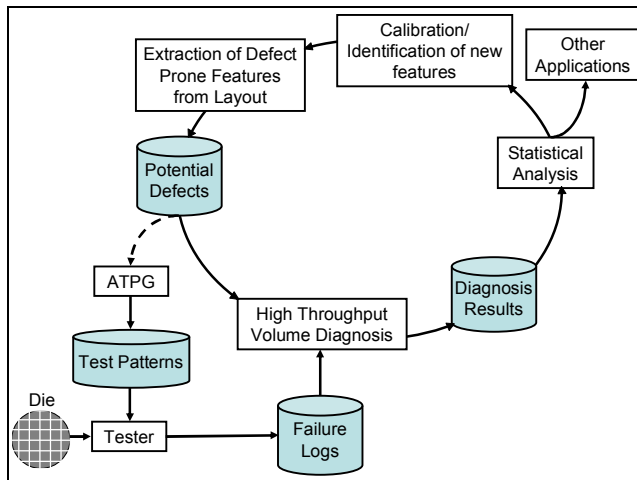 Extraction of Defect
Prone Features
from Layout
Calibration/
Identification of new
features
Other
Applications
Potential
Defects
Statistical
Analysis
ATPG
High Throughput
Volume Diagnosis
Diagnosis
Results
Test Patterns
Die
Tester
Failure
Logs